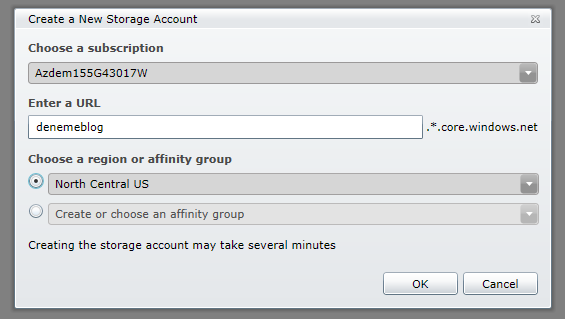 Create a New Storage Account
Choose a subscription
Azdem155G43017W
Enter a URL
denemeblog .*.core.windows.net
Choose a region or affinity group
North Central US
Create or choose an affinity group
Creating the storage account may take several minutes
OK Cancel